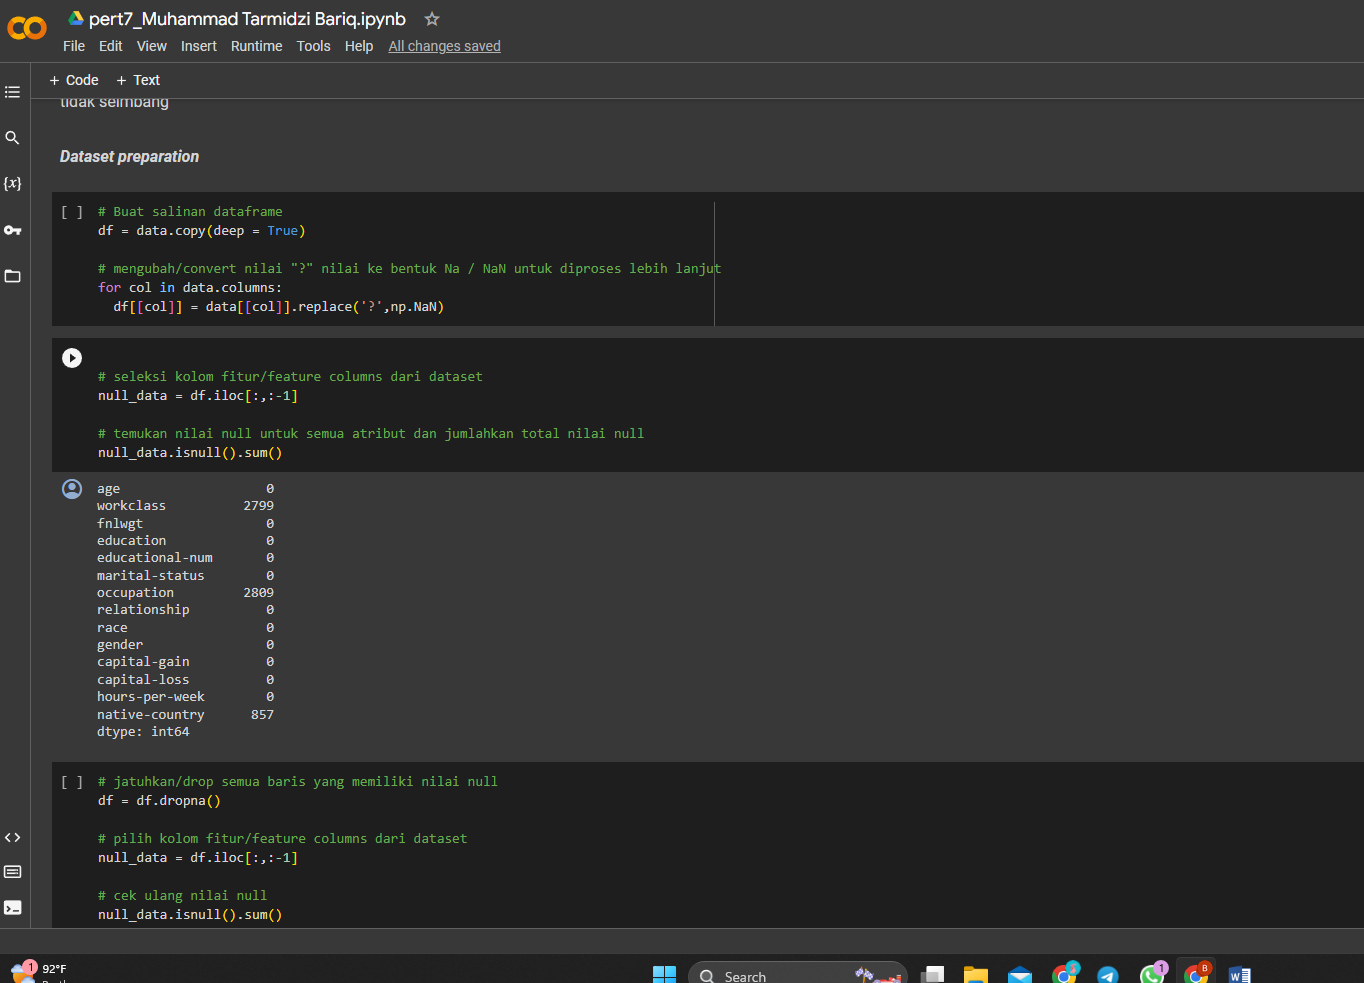 pert7_Muhammad Tarmidzi Bariq.ipynb
File Edit View Insert Runtime Tools Help All changes saved
+ Code + Text
tidak seimbang
Dataset preparation
[ ] # Buat salinan dataframe
df = data.copy(deep = True)
# mengubah/convert nilai "?" nilai ke bentuk Na / NaN untuk diproses lebih lanjut
for col in data.columns:
df[[col]] = data[[col]].replace('?',np.NaN)
# seleksi kolom fitur/feature columns dari dataset
null_data = df.iloc[:,:-1]
# temukan nilai null untuk semua atribut dan jumlahkan total nilai null
null_data.isnull().sum()
age 0
workclass 2799
fnlwgt 0
education 0
educational-num 0
marital-status 0
occupation 2809
relationship 0
race 0
gender 0
capital-gain 0
capital-loss 0
hours-per-week 0
native-country 857
dtype: int64
[ ] # jatuhkan/drop semua baris yang memiliki nilai null
df = df.dropna()
# pilih kolom fitur/feature columns dari dataset
null_data = df.iloc[:,:-1]
# cek ulang nilai null
null_data.isnull().sum()
1 92°F
Search
1
B
W